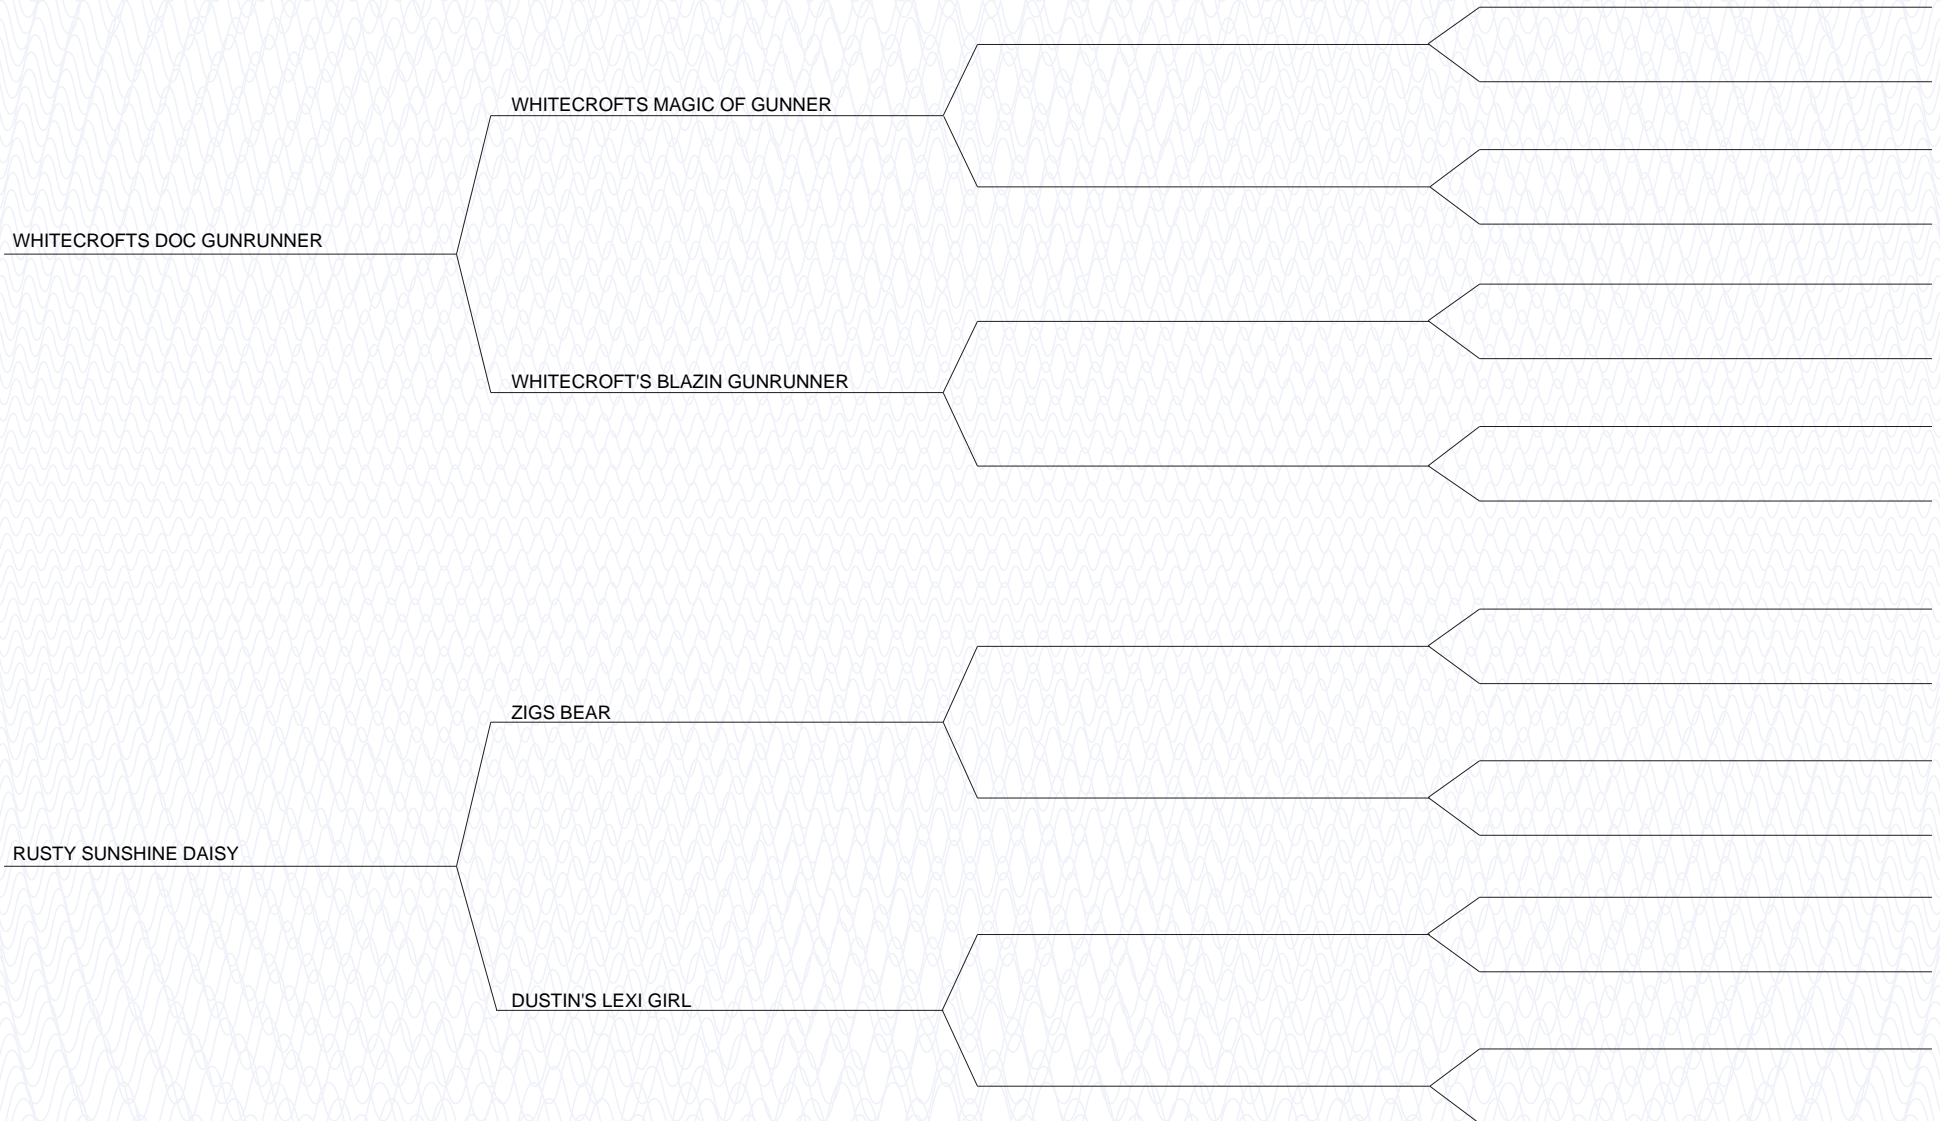 WHITECROFTS MAGIC OF GUNNER
WHITECROFTS DOC GUNRUNNER
WHITECROFT'S BLAZIN GUNRUNNER
ZIGS BEAR
RUSTY SUNSHINE DAISY
DUSTIN'S LEXI GIRL